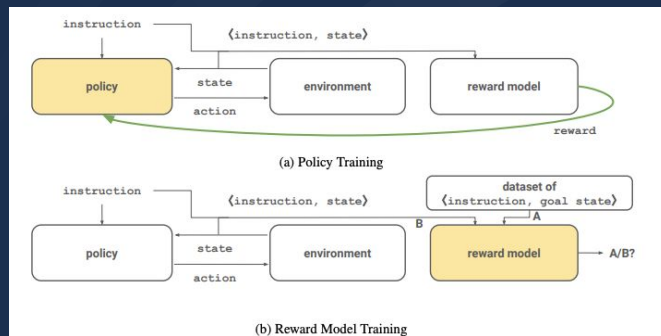 instruction
⟨instruction, state⟩
policy
state
action
environment
reward model
reward
(a) Policy Training
instruction
⟨instruction, state⟩
dataset of
⟨instruction, goal state⟩
B
A
policy
state
action
environment
reward model
A/B?
(b) Reward Model Training